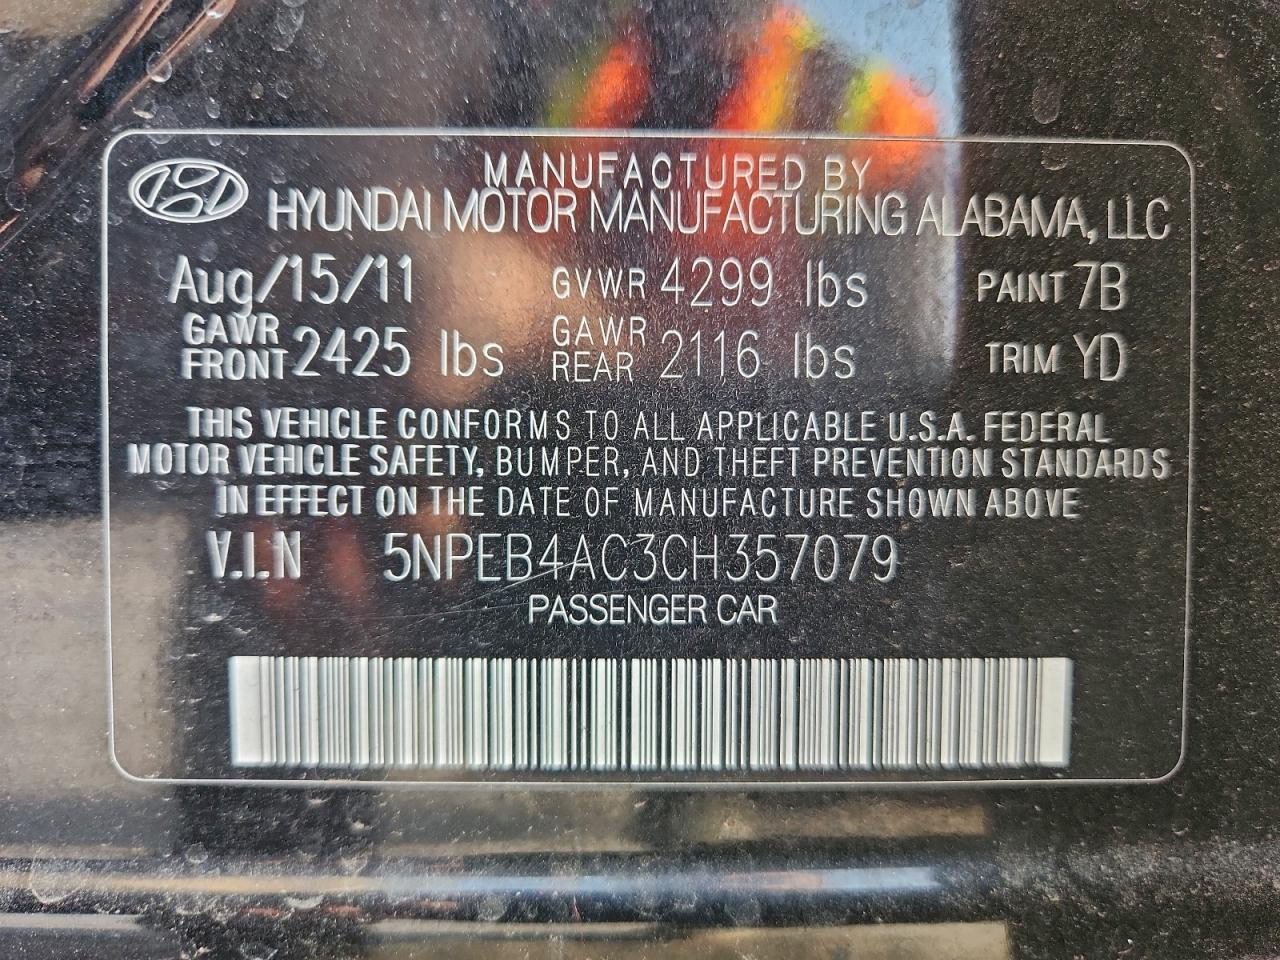 MANUFACTURED BY
HYUNDAI MOTOR MANUFACTURING ALABAMA, LLC
Aug/15/11 GVWR 4299 lbs PAINT 7B
GAWR FRONT 2425 lbs GAWR REAR 2116 lbs TRIM YD
THIS VEHICLE CONFORMS TO ALL APPLICABLE U.S.A. FEDERAL
MOTOR VEHICLE SAFETY, BUMPER, AND THEFT PREVENTION STANDARDS
IN EFFECT ON THE DATE OF MANUFACTURE SHOWN ABOVE
V.I.N 5NPEB4AC3CH357079
PASSENGER CAR